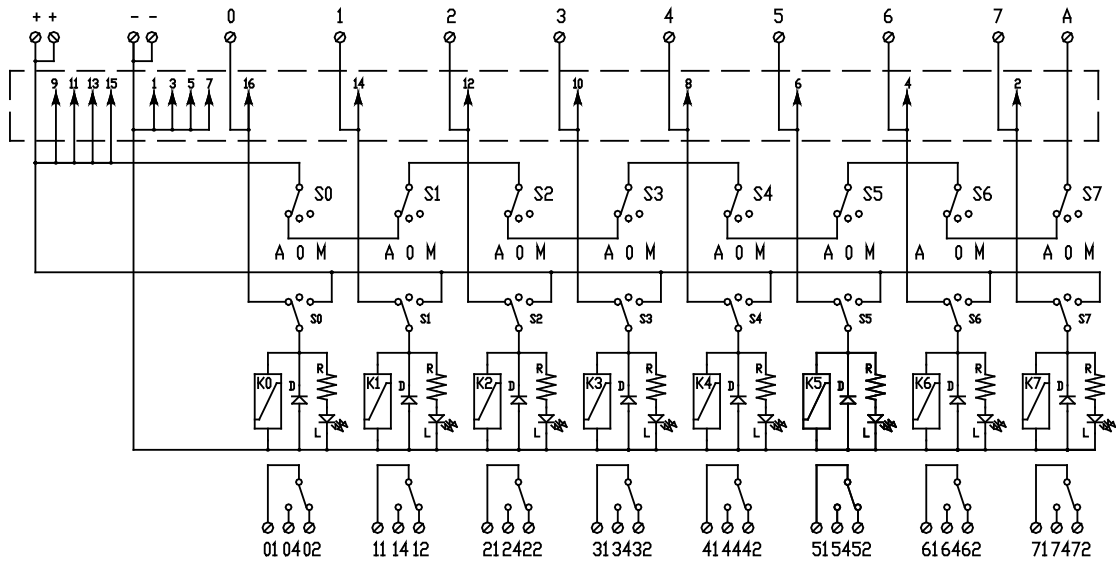 + + - - 0 1 2 3 4 5 6 7 A
9 11 13 15 1 3 5 7 16 14 12 10 8 6 4 2
S0 S1 S2 S3 S4 S5 S6 S7
A 0 M A 0 M A 0 M A 0 M A 0 M A 0 M A 0 M A 0 M
S0 S1 S2 S3 S4 S5 S6 S7
R R R R R R R R
K0 D K1 D K2 D K3 D K4 D K5 D K6 D K7 D
L L L L L L L L
01 04 02 11 14 12 21 24 22 31 34 32 41 44 42 51 54 52 61 64 62 71 74 72